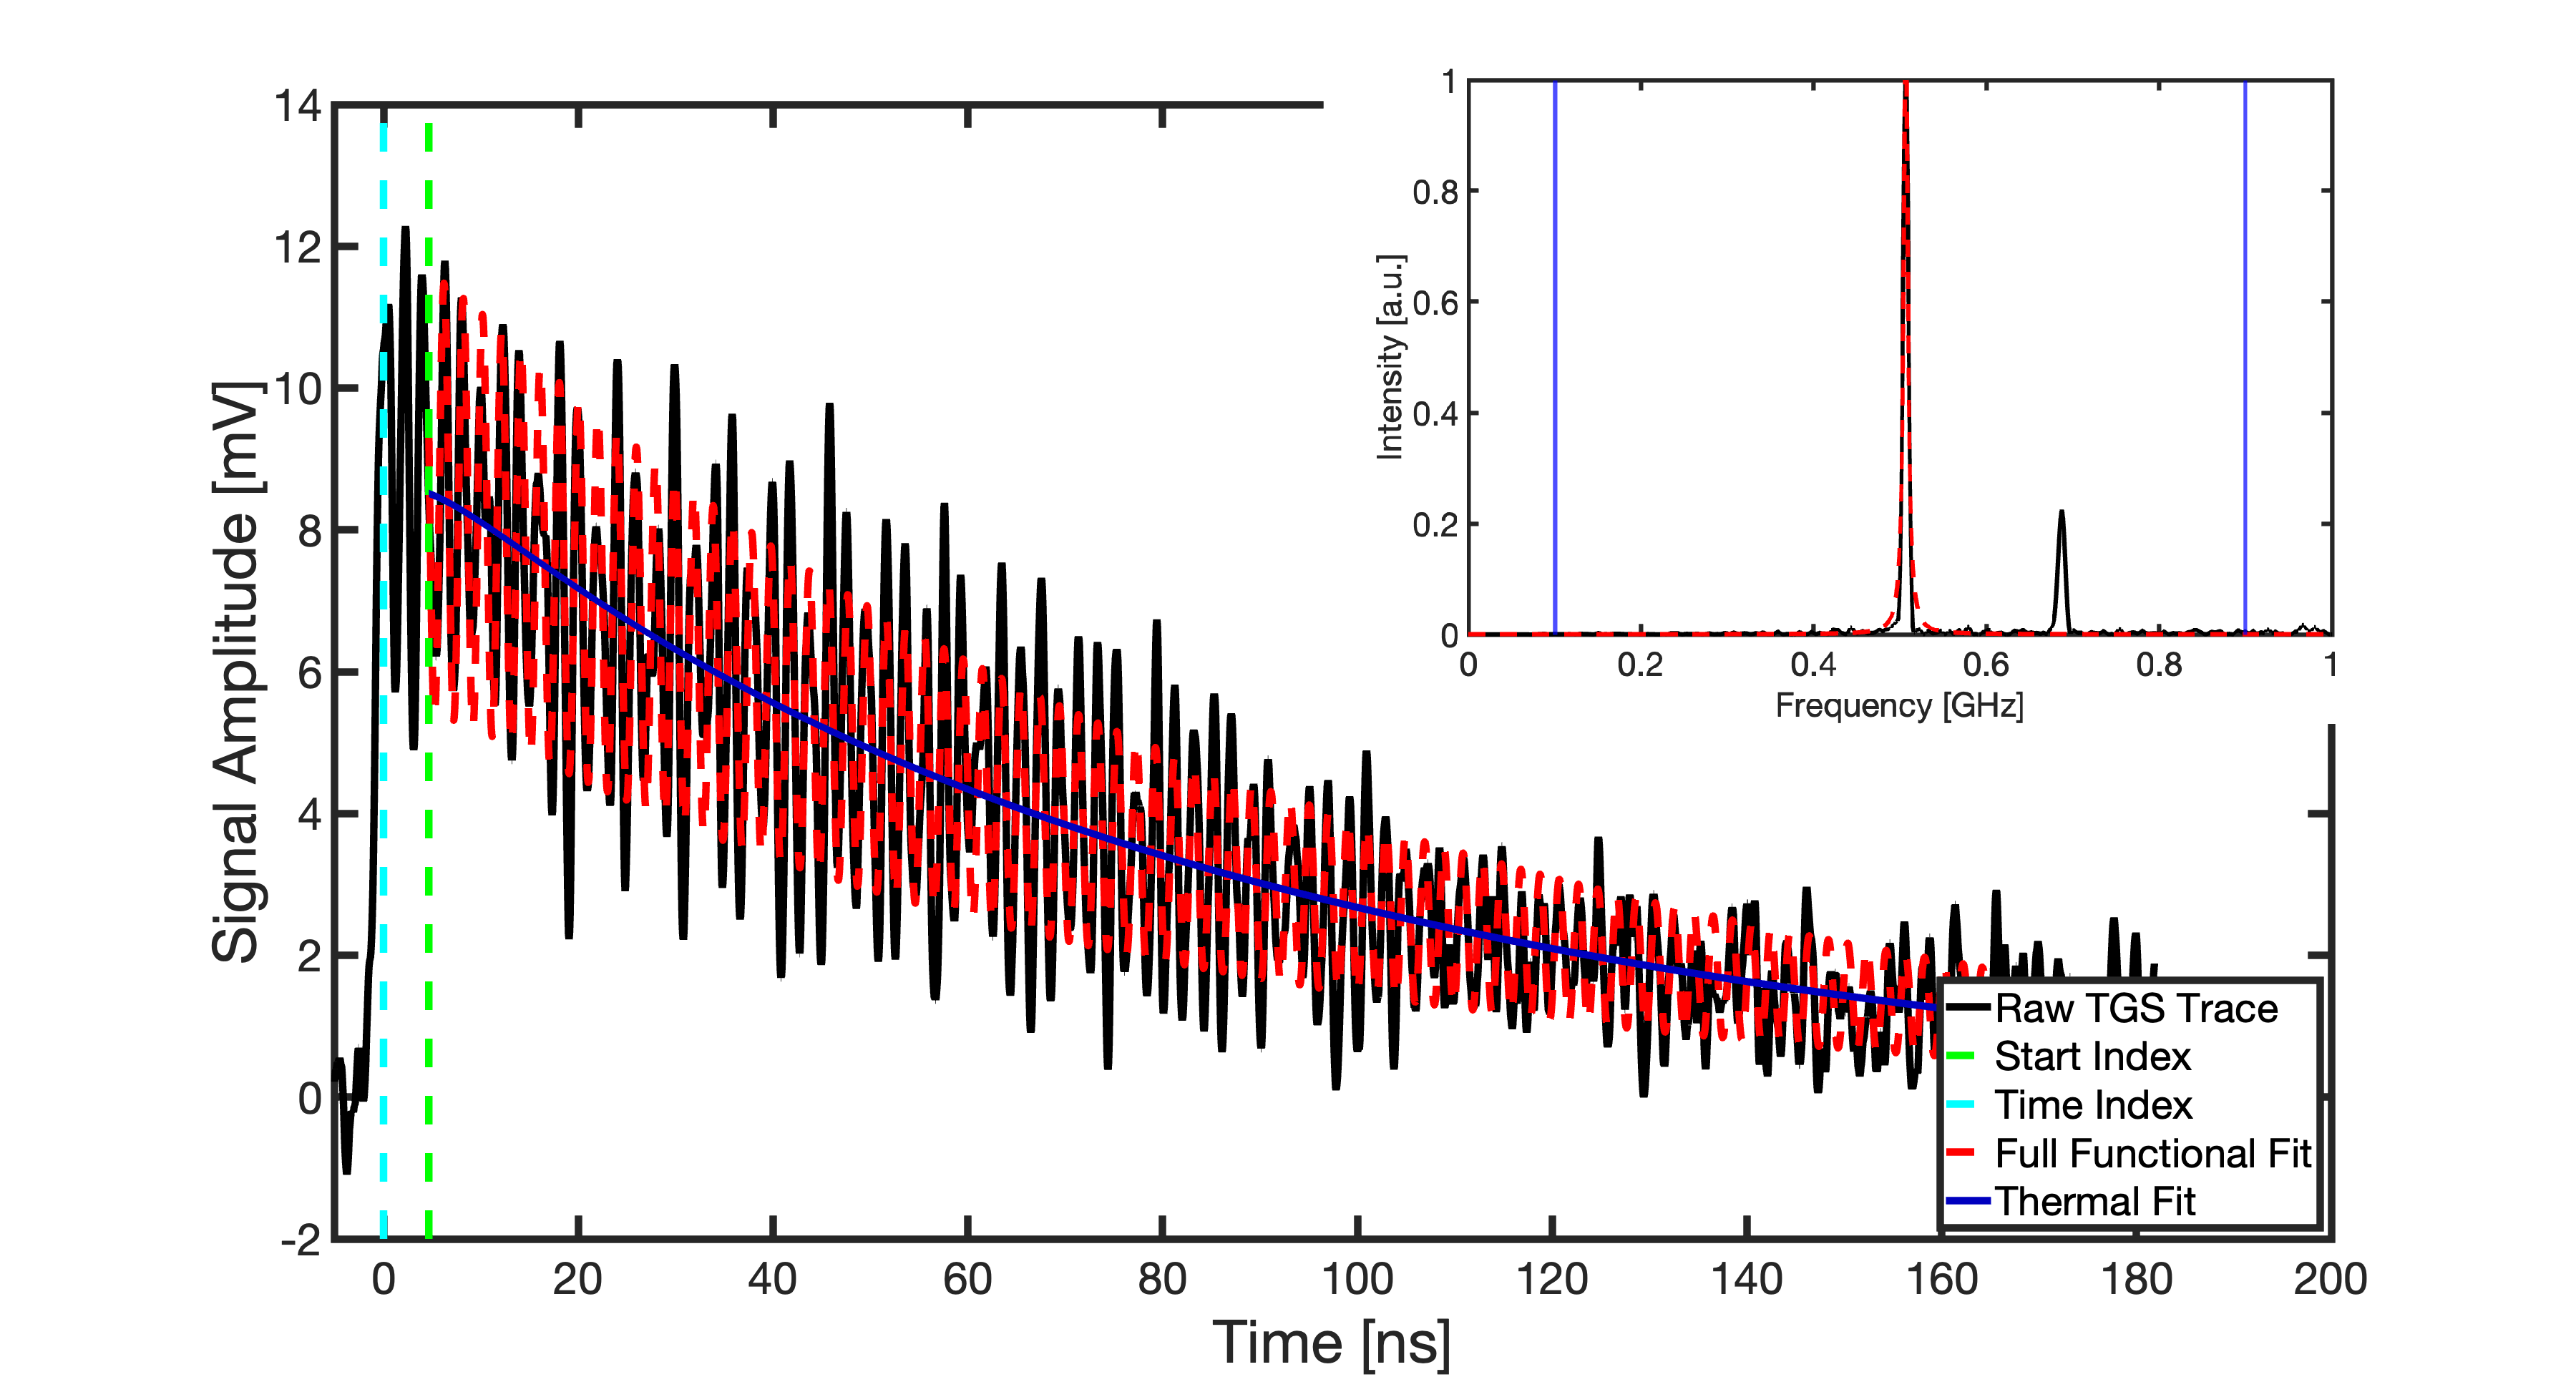 14
12
10
8
6
4
2
0
-2
Signal Amplitude [mV]
0 20 40 60 80 100 120 140 160 180 200
Time [ns]
1
0.8
0.6
0.4
0.2
0
Intensity [a.u.]
0 0.2 0.4 0.6 0.8 1
Frequency [GHz]
Raw TGS Trace
Start Index
Time Index
Full Functional Fit
Thermal Fit